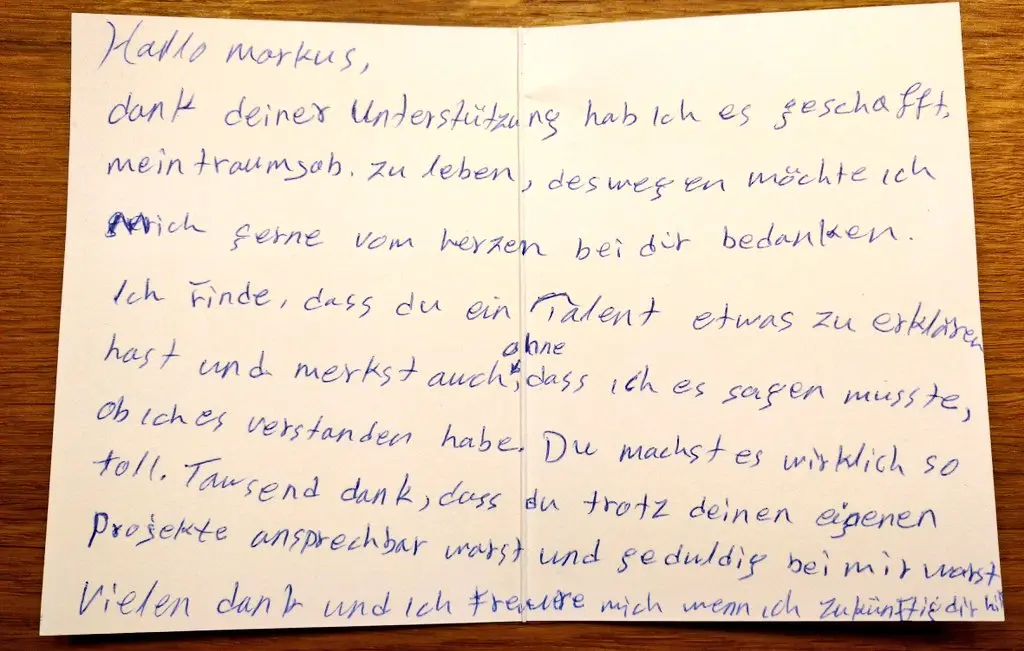 Hallo Markus,
dank deiner Unterstützung hab Ich es geschafft,
mein traumjob. zu leben, deswegen möchte ich
mich gerne vom herzen bei dir bedanken.
Ich finde, dass du ein Talent etwas zu erklären
hast und merkst auch, ohne dass ich es sagen musste,
ob ich es verstanden habe. Du machst es wirklich so
toll. Tausend dank, dass du trotz deinen eigenen
Projekte ansprechbar warst und geduldig bei mir warst
Vielen dank und ich freue mich wenn ich zukünftig dir